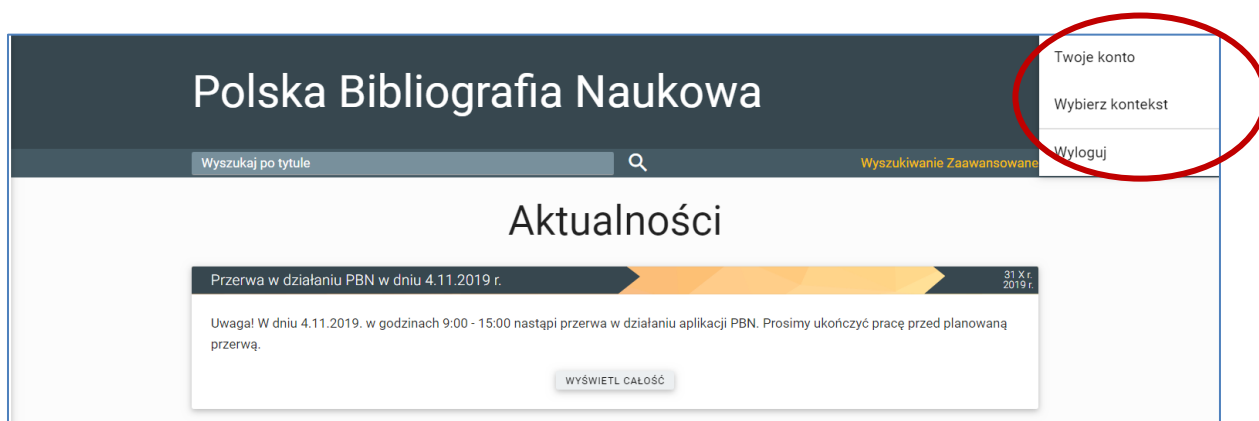 Twoje konto
Polska Bibliografia Naukowa
Wybierz kontekst
Wyloguj
Wyszukaj po tytule
Wyszukiwanie Zaawansowane
Aktualności
Przerwa w działaniu PBN w dniu 4.11.2019 r.
31 X r.
2019 r.
Uwaga! W dniu 4.11.2019. w godzinach 9:00 - 15:00 nastąpi przerwa w działaniu aplikacji PBN. Prosimy ukończyć pracę przed planowaną
przerwą.
WYŚWIETL CAŁOŚĆ